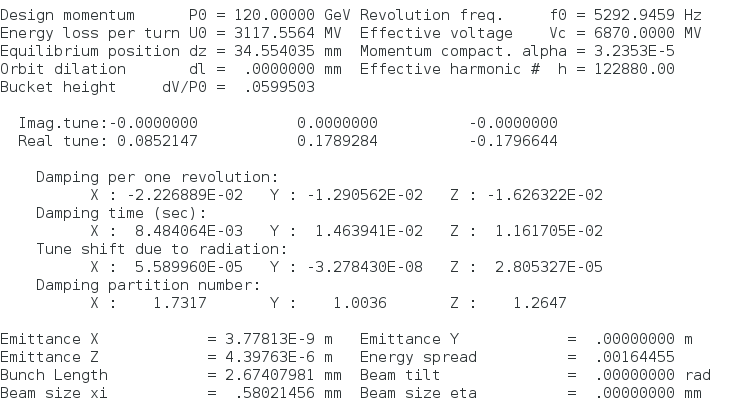 Design momentum      P0 = 120.00000 GeV Revolution freq.     f0 = 5292.9459 Hz
Energy loss per turn U0 = 3117.5564 MV  Effective voltage    Vc = 6870.0000 MV
Equilibrium position dz = 34.554035 mm  Momentum compact. alpha = 3.2353E-5
Orbit dilation       dl =  .0000000 mm  Effective harmonic #  h = 122880.00
Bucket height     dV/P0 =  .0599503
Imag.tune:-0.0000000           0.0000000          -0.0000000
Real tune: 0.0852147           0.1789284          -0.1796644
Damping per one revolution:
X : -2.226889E-02   Y : -1.290562E-02   Z : -1.626322E-02
Damping time (sec):
X :  8.484064E-03   Y :  1.463941E-02   Z :  1.161705E-02
Tune shift due to radiation:
X :  5.589960E-05   Y : -3.278430E-08   Z :  2.805327E-05
Damping partition number:
X :    1.7317       Y :    1.0036       Z :    1.2647
Emittance X            = 3.77813E-9 m   Emittance Y            =  .00000000 m
Emittance Z            = 4.39763E-6 m   Energy spread          =  .00164455
Bunch Length           = 2.67407981 mm  Beam tilt              =  .00000000 rad
Beam size xi           =  .58021456 mm  Beam size eta          =  .00000000 mm